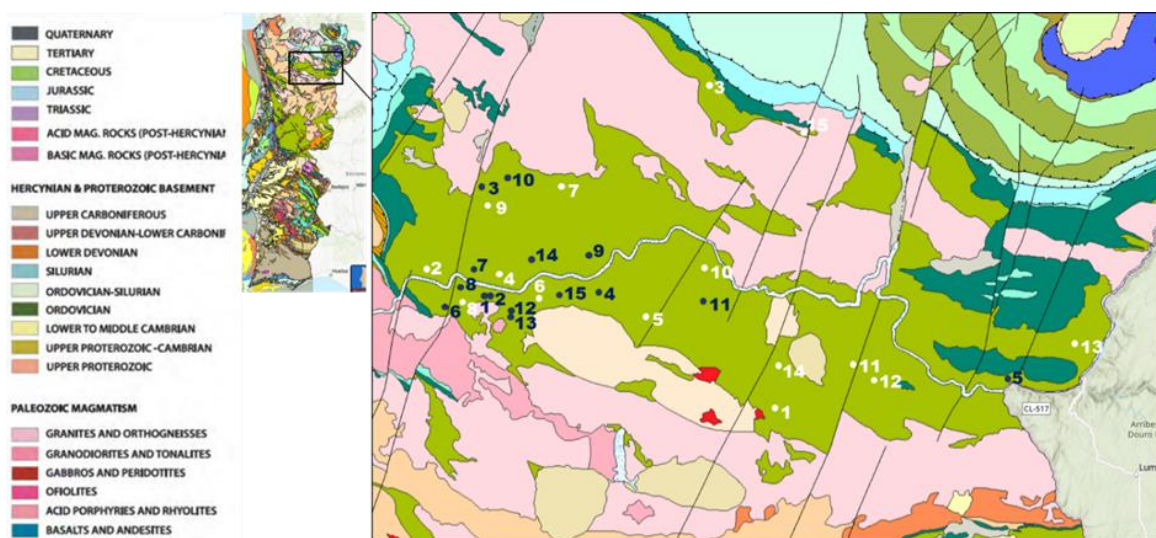 QUATERNARY
TERTIARY
CRETACEOUS
JURASSIC
TRIASSIC
ACID MAG. ROCKS (POST-HERCYNIAN
BASIC MAG. ROCKS (POST-HERCYNIAN
HERCYNIAN & PROTEROZOIC BASEMENT
UPPER CARBONIFEROUS
UPPER DEVONIAN-LOWER CARBONIF
LOWER DEVONIAN
SILURIAN
ORDOVICIAN-SILURIAN
ORDOVICIAN
LOWER TO MIDDLE CAMBRIAN
UPPER PROTEROZOIC-CAMBRIAN
UPPER PROTEROZOIC
PALEOZOIC MAGMATISM
GRANITES AND ORTHOGNEISSES
GRANODIORITES AND TONALITES
GABBROS AND PERIDOTITES
OFIOLITES
ACID PORPHYRIES AND RHYOLITES
BASALTS AND ANDESITES
3
15
10
3
7
9
14
9
2
7
4
10
8
6
15
4
1
2
11
6
8
12
13
5
13
14
11
12
5
1
CL-517
Arribe
Douro
Lum